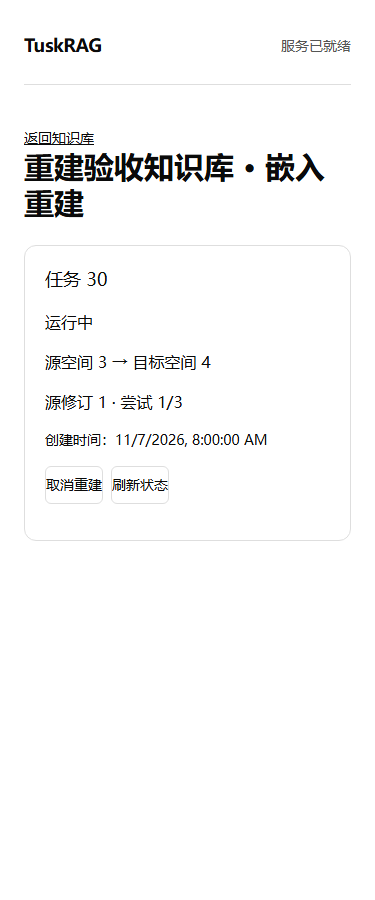 TuskRAG
服务已就绪
返回知识库
重建验收知识库 · 嵌入
重建
任务 30
运行中
源空间 3 → 目标空间 4
源修订 1 · 尝试 1/3
创建时间：11/7/2026, 8:00:00 AM
取消重建
刷新状态